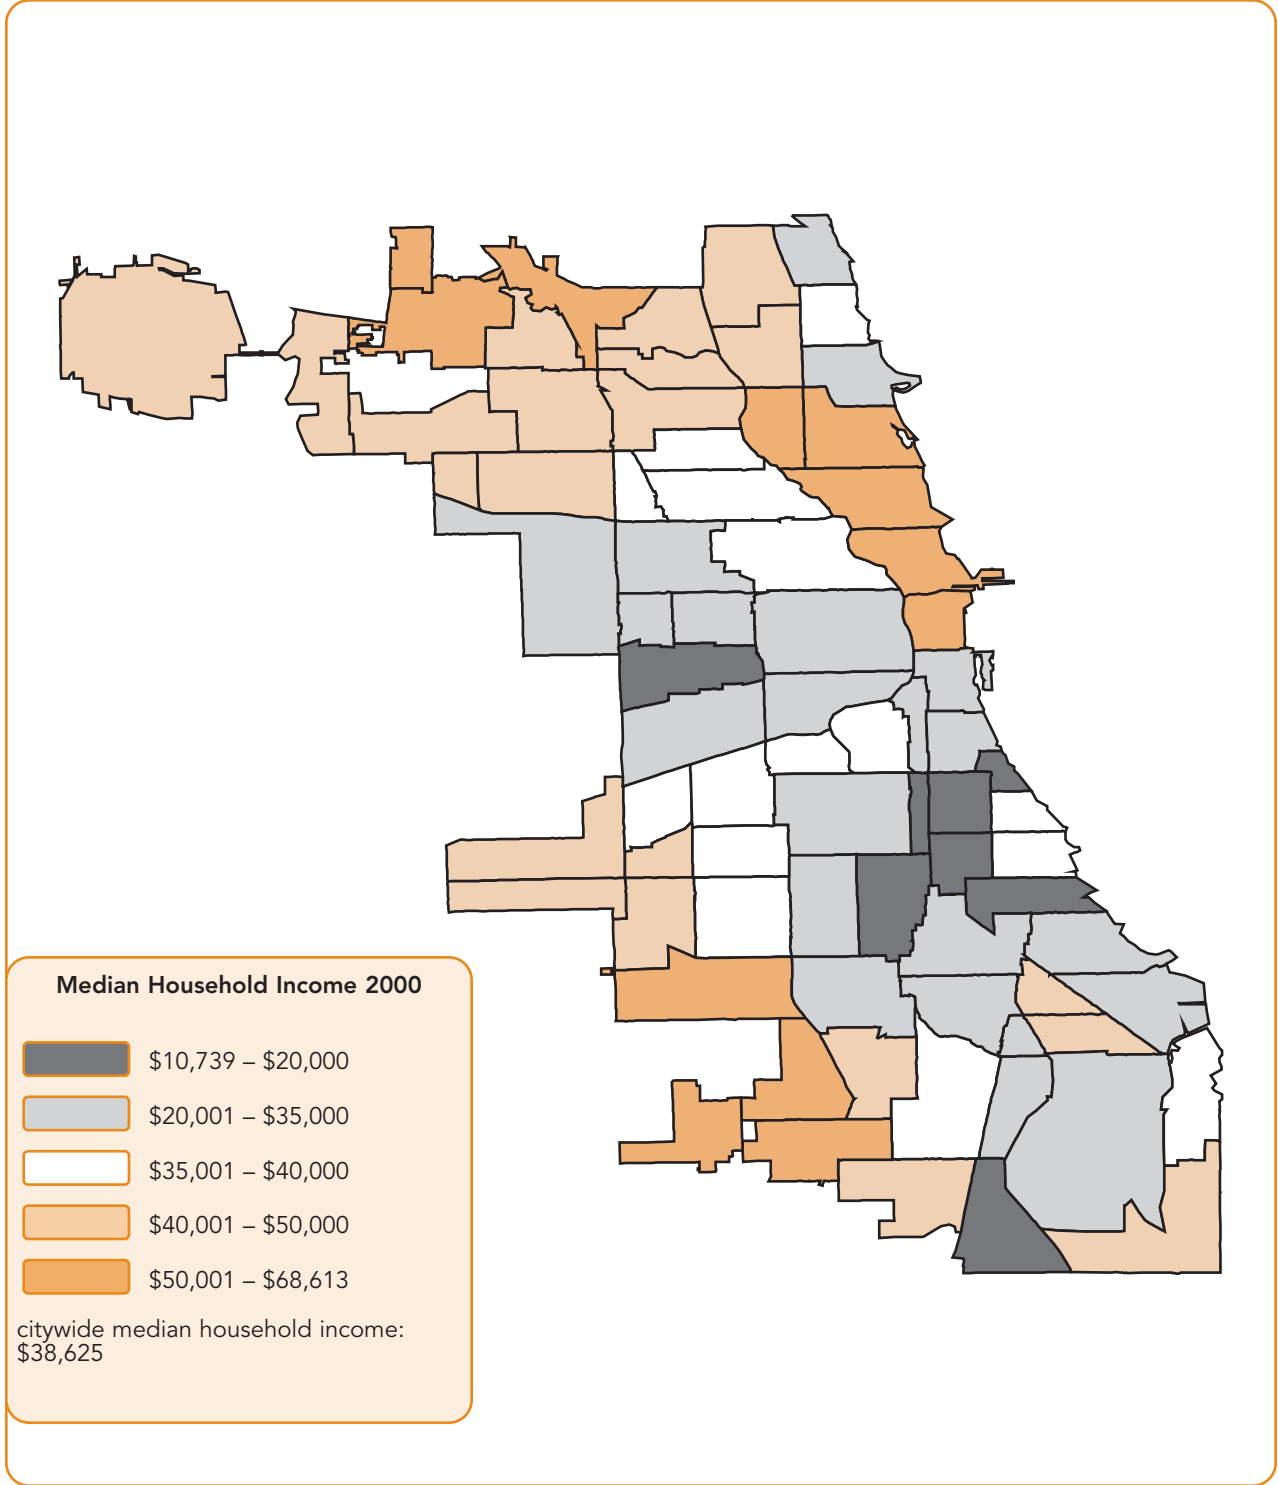 Median Household Income 2000
$10,739 – $20,000
$20,001 – $35,000
$35,001 – $40,000
$40,001 – $50,000
$50,001 – $68,613
citywide median household income:
$38,625